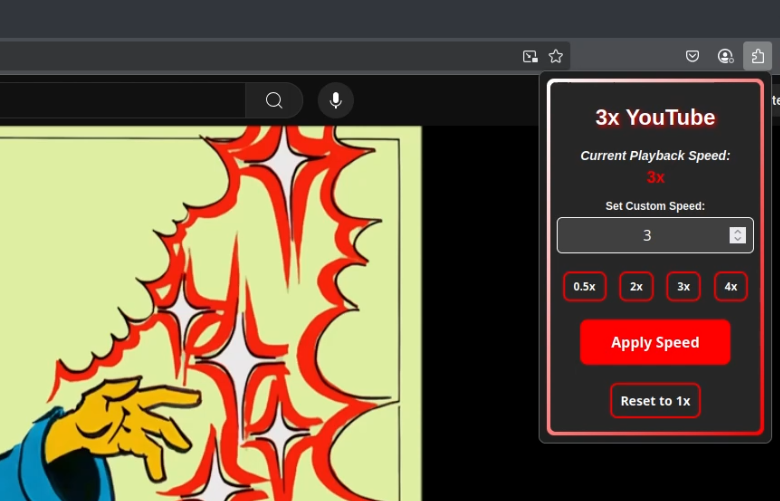 3x YouTube
Current Playback Speed:
3x
Set Custom Speed:
3
0.5x 2x 3x 4x
Apply Speed
Reset to 1x